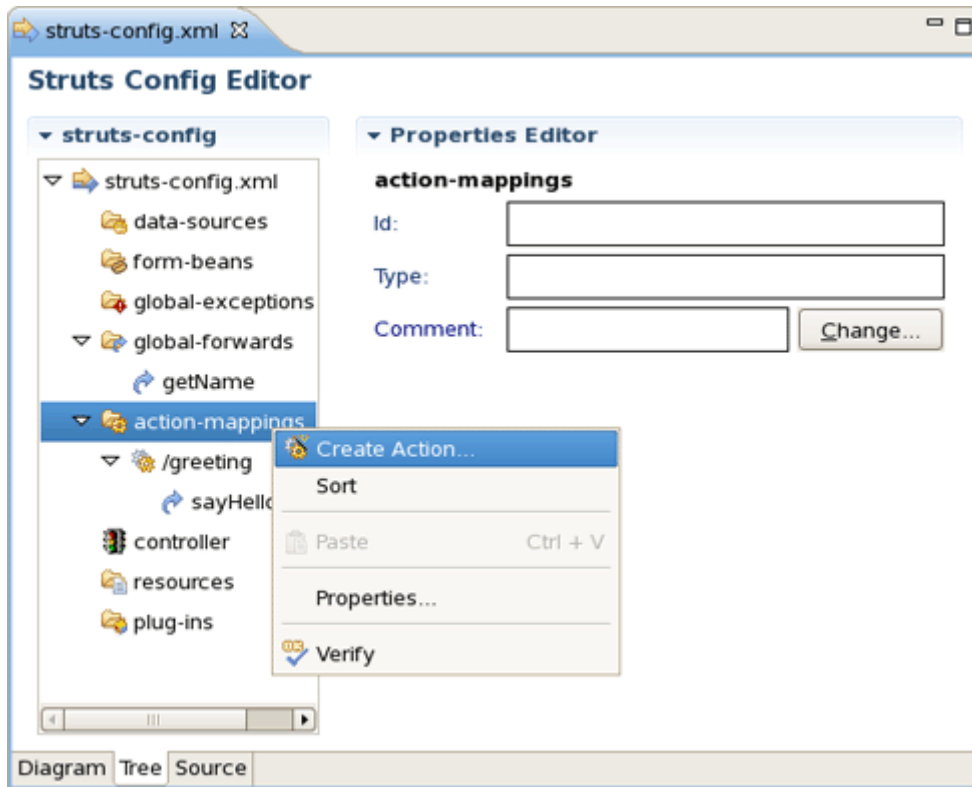 struts-config.xml
Struts Config Editor
struts-config
struts-config.xml
data-sources
form-beans
global-exceptions
global-forwards
getName
action-mappings
/greeting
sayHello
controller
resources
plug-ins
Properties Editor
action-mappings
Id:
Type:
Comment:
Change...
Create Action...
Sort
Paste Ctrl + V
Properties...
Verify
Diagram Tree Source